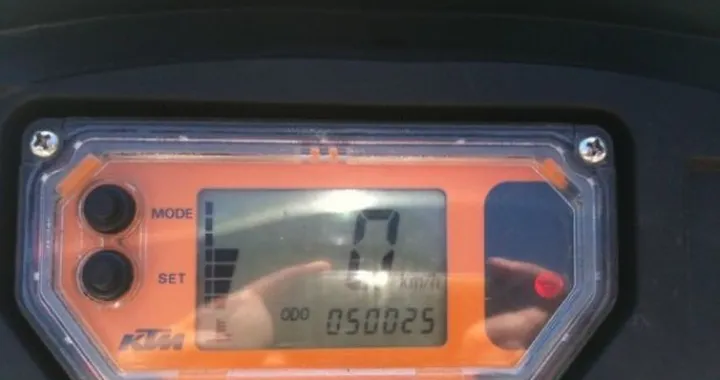 MODE
0
km/h
SET
ODO 050025
KTM